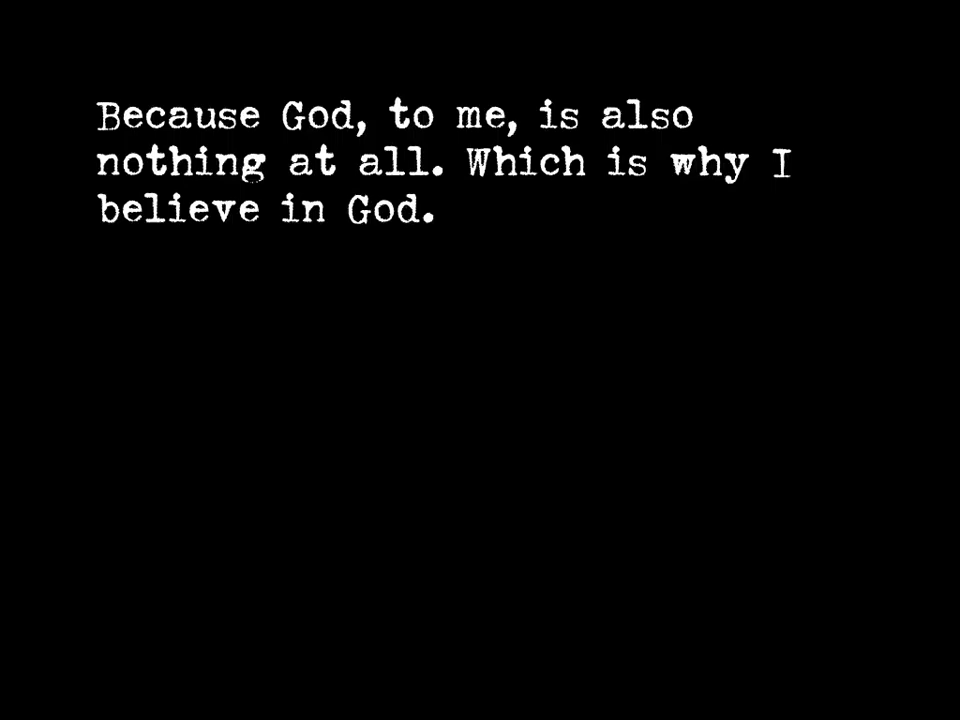 Because God, to me, is also
nothing at all. Which is why I
believe in God.